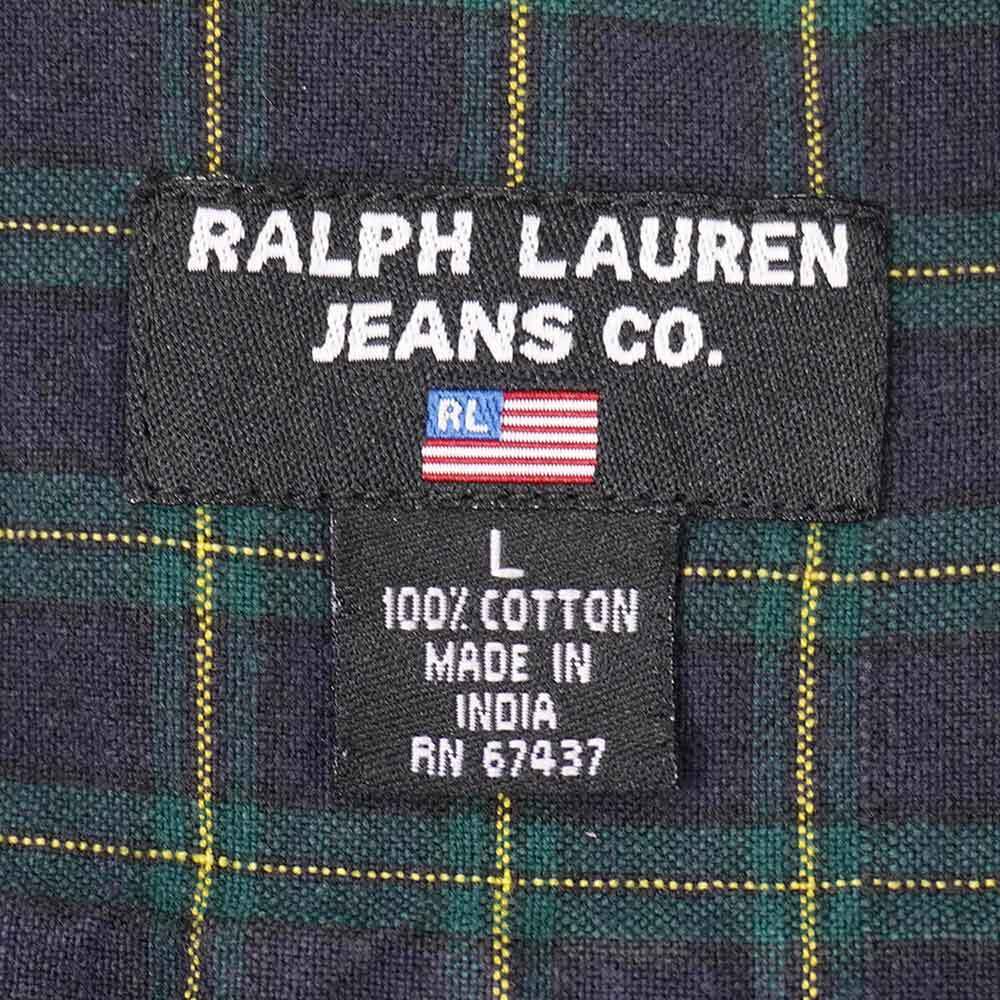 RALPH LAUREN
JEANS CO.
RL
L
100% COTTON
MADE IN
INDIA
RN 67437